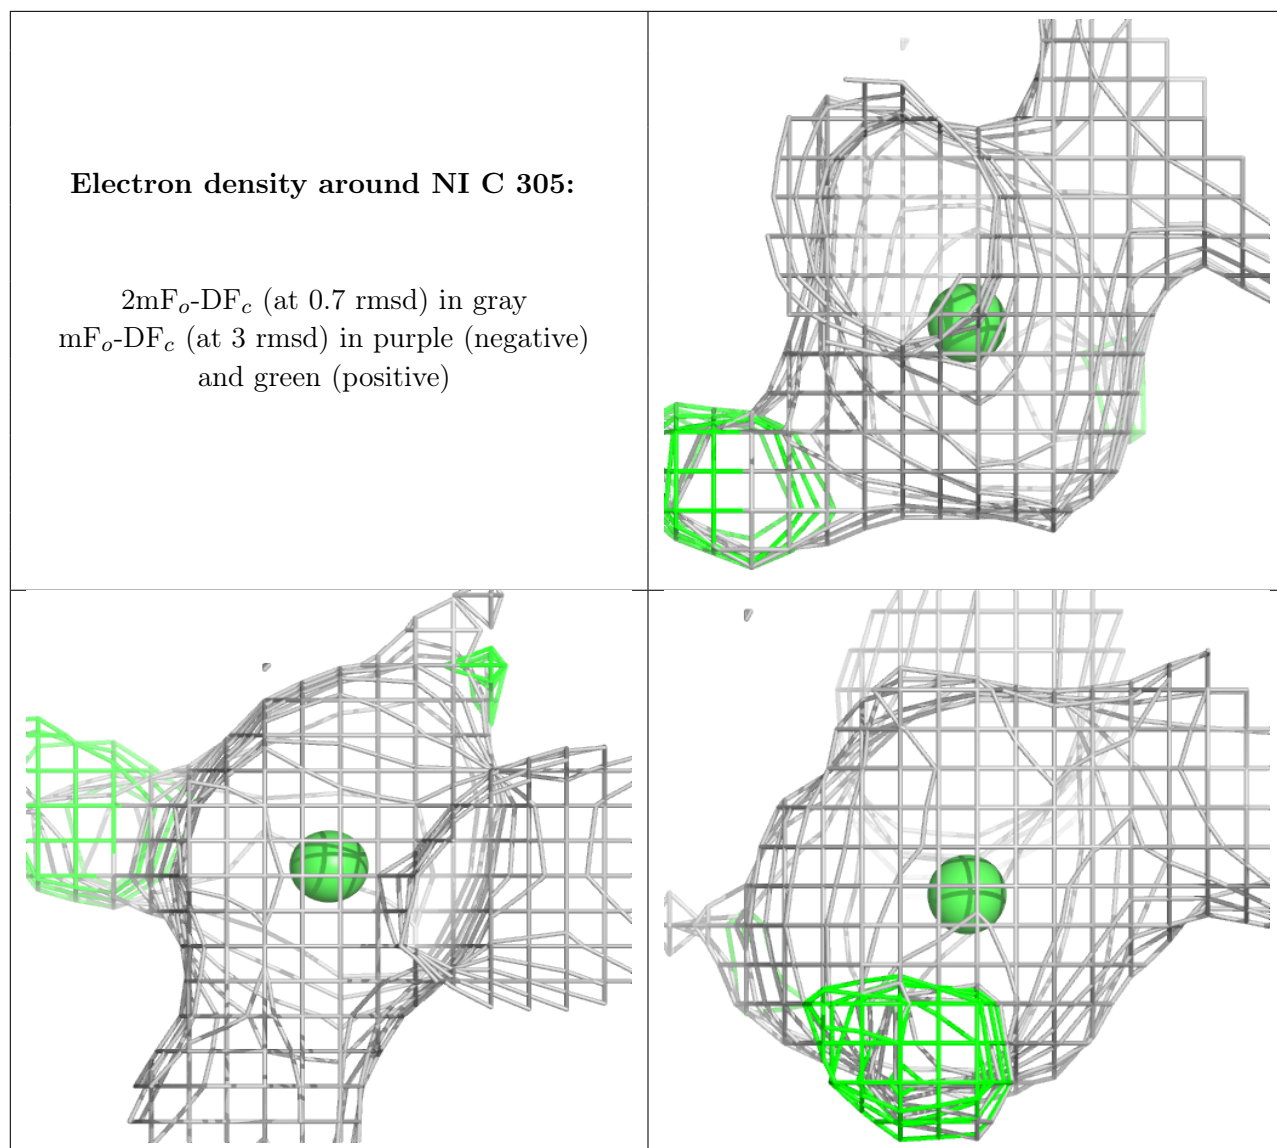 Electron density around NI C 305:
2mFo-DFc (at 0.7 rmsd) in gray
mFo-DFc (at 3 rmsd) in purple (negative)
and green (positive)